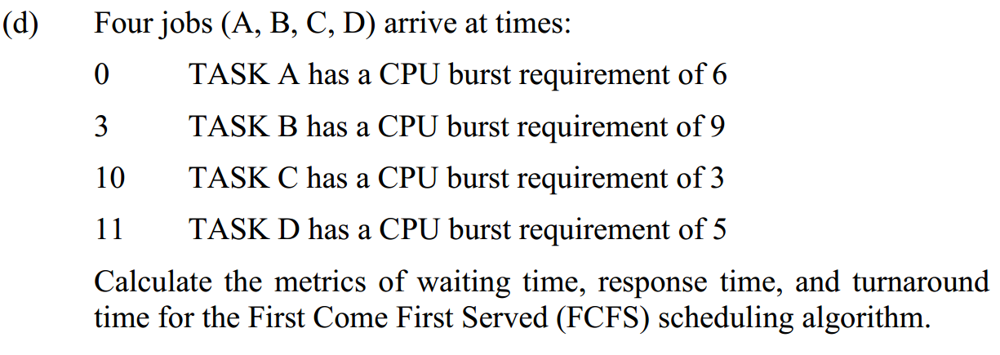 (d) Four jobs (A, B, C, D) arrive at times:
0 TASK A has a CPU burst requirement of 6
3 TASK B has a CPU burst requirement of 9
10 TASK C has a CPU burst requirement of 3
11 TASK D has a CPU burst requirement of 5
Calculate the metrics of waiting time, response time, and turnaround
time for the First Come First Served (FCFS) scheduling algorithm.